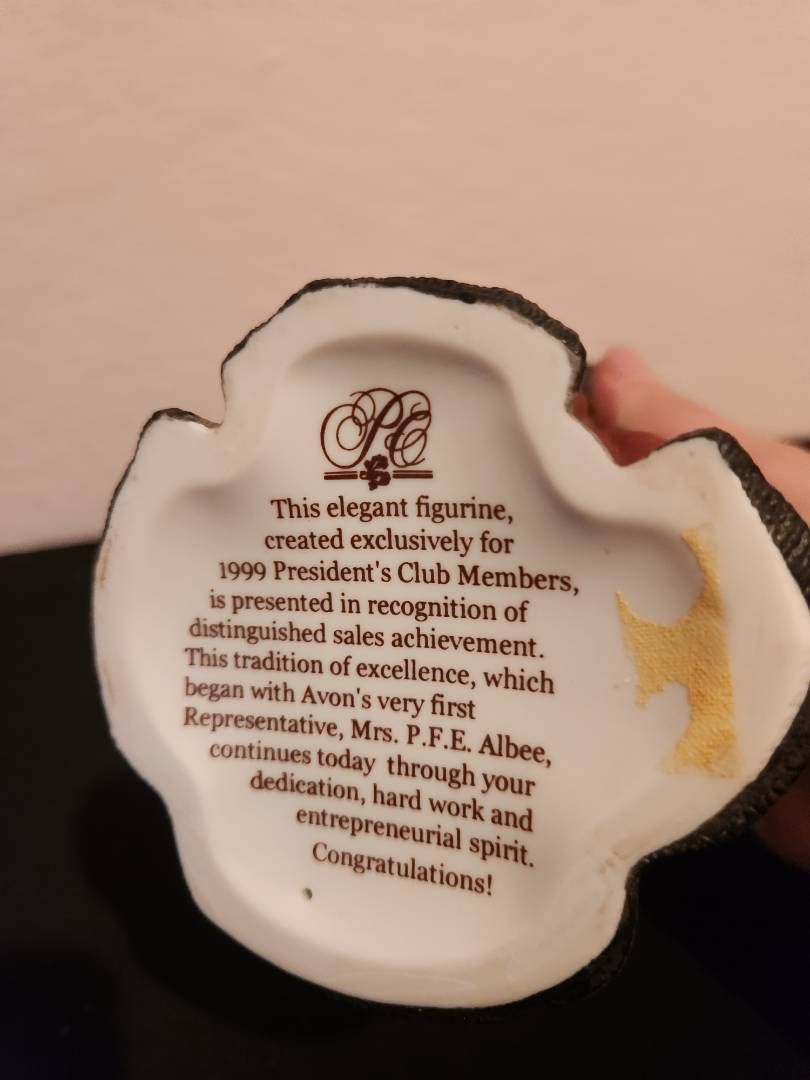 PC
This elegant figurine,
created exclusively for
1999 President's Club Members,
is presented in recognition of
distinguished sales achievement.
This tradition of excellence, which
began with Avon's very first
Representative, Mrs. P.F.E. Albee,
continues today through your
dedication, hard work and
entrepreneurial spirit.
Congratulations!